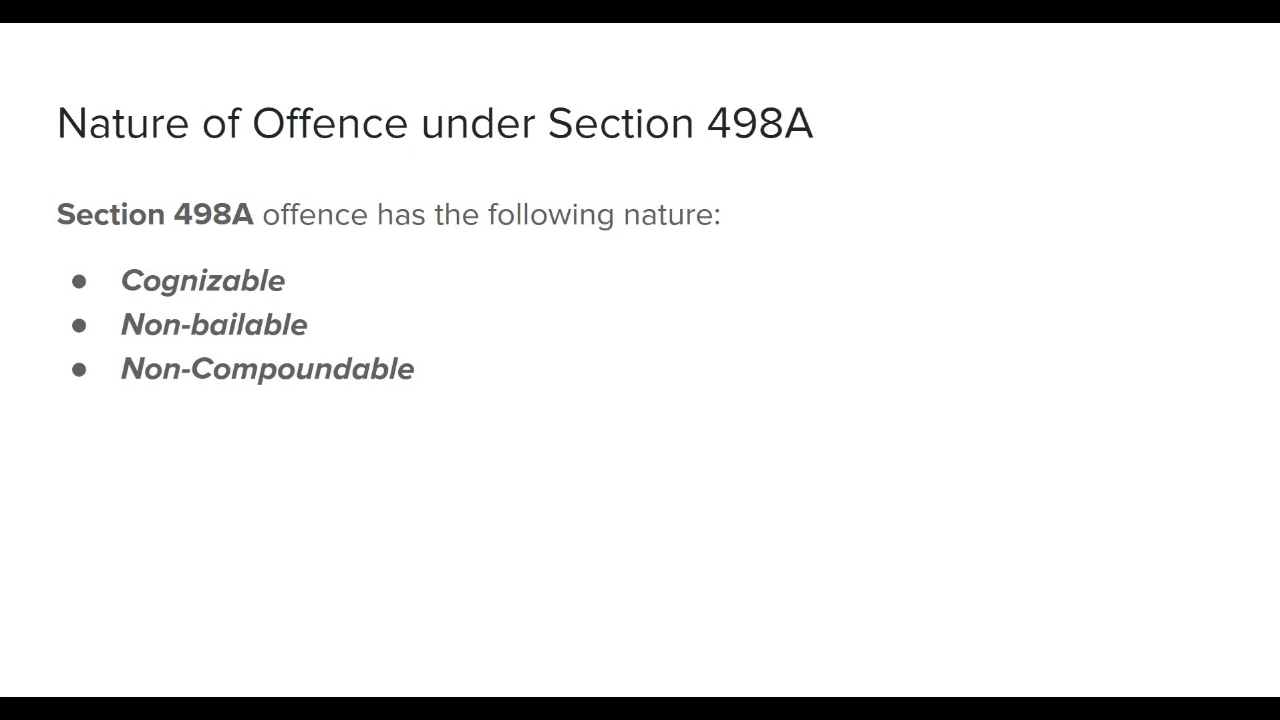 Nature of Offence under Section 498A
Section 498A offence has the following nature:
● Cognizable
● Non-bailable
● Non-Compoundable